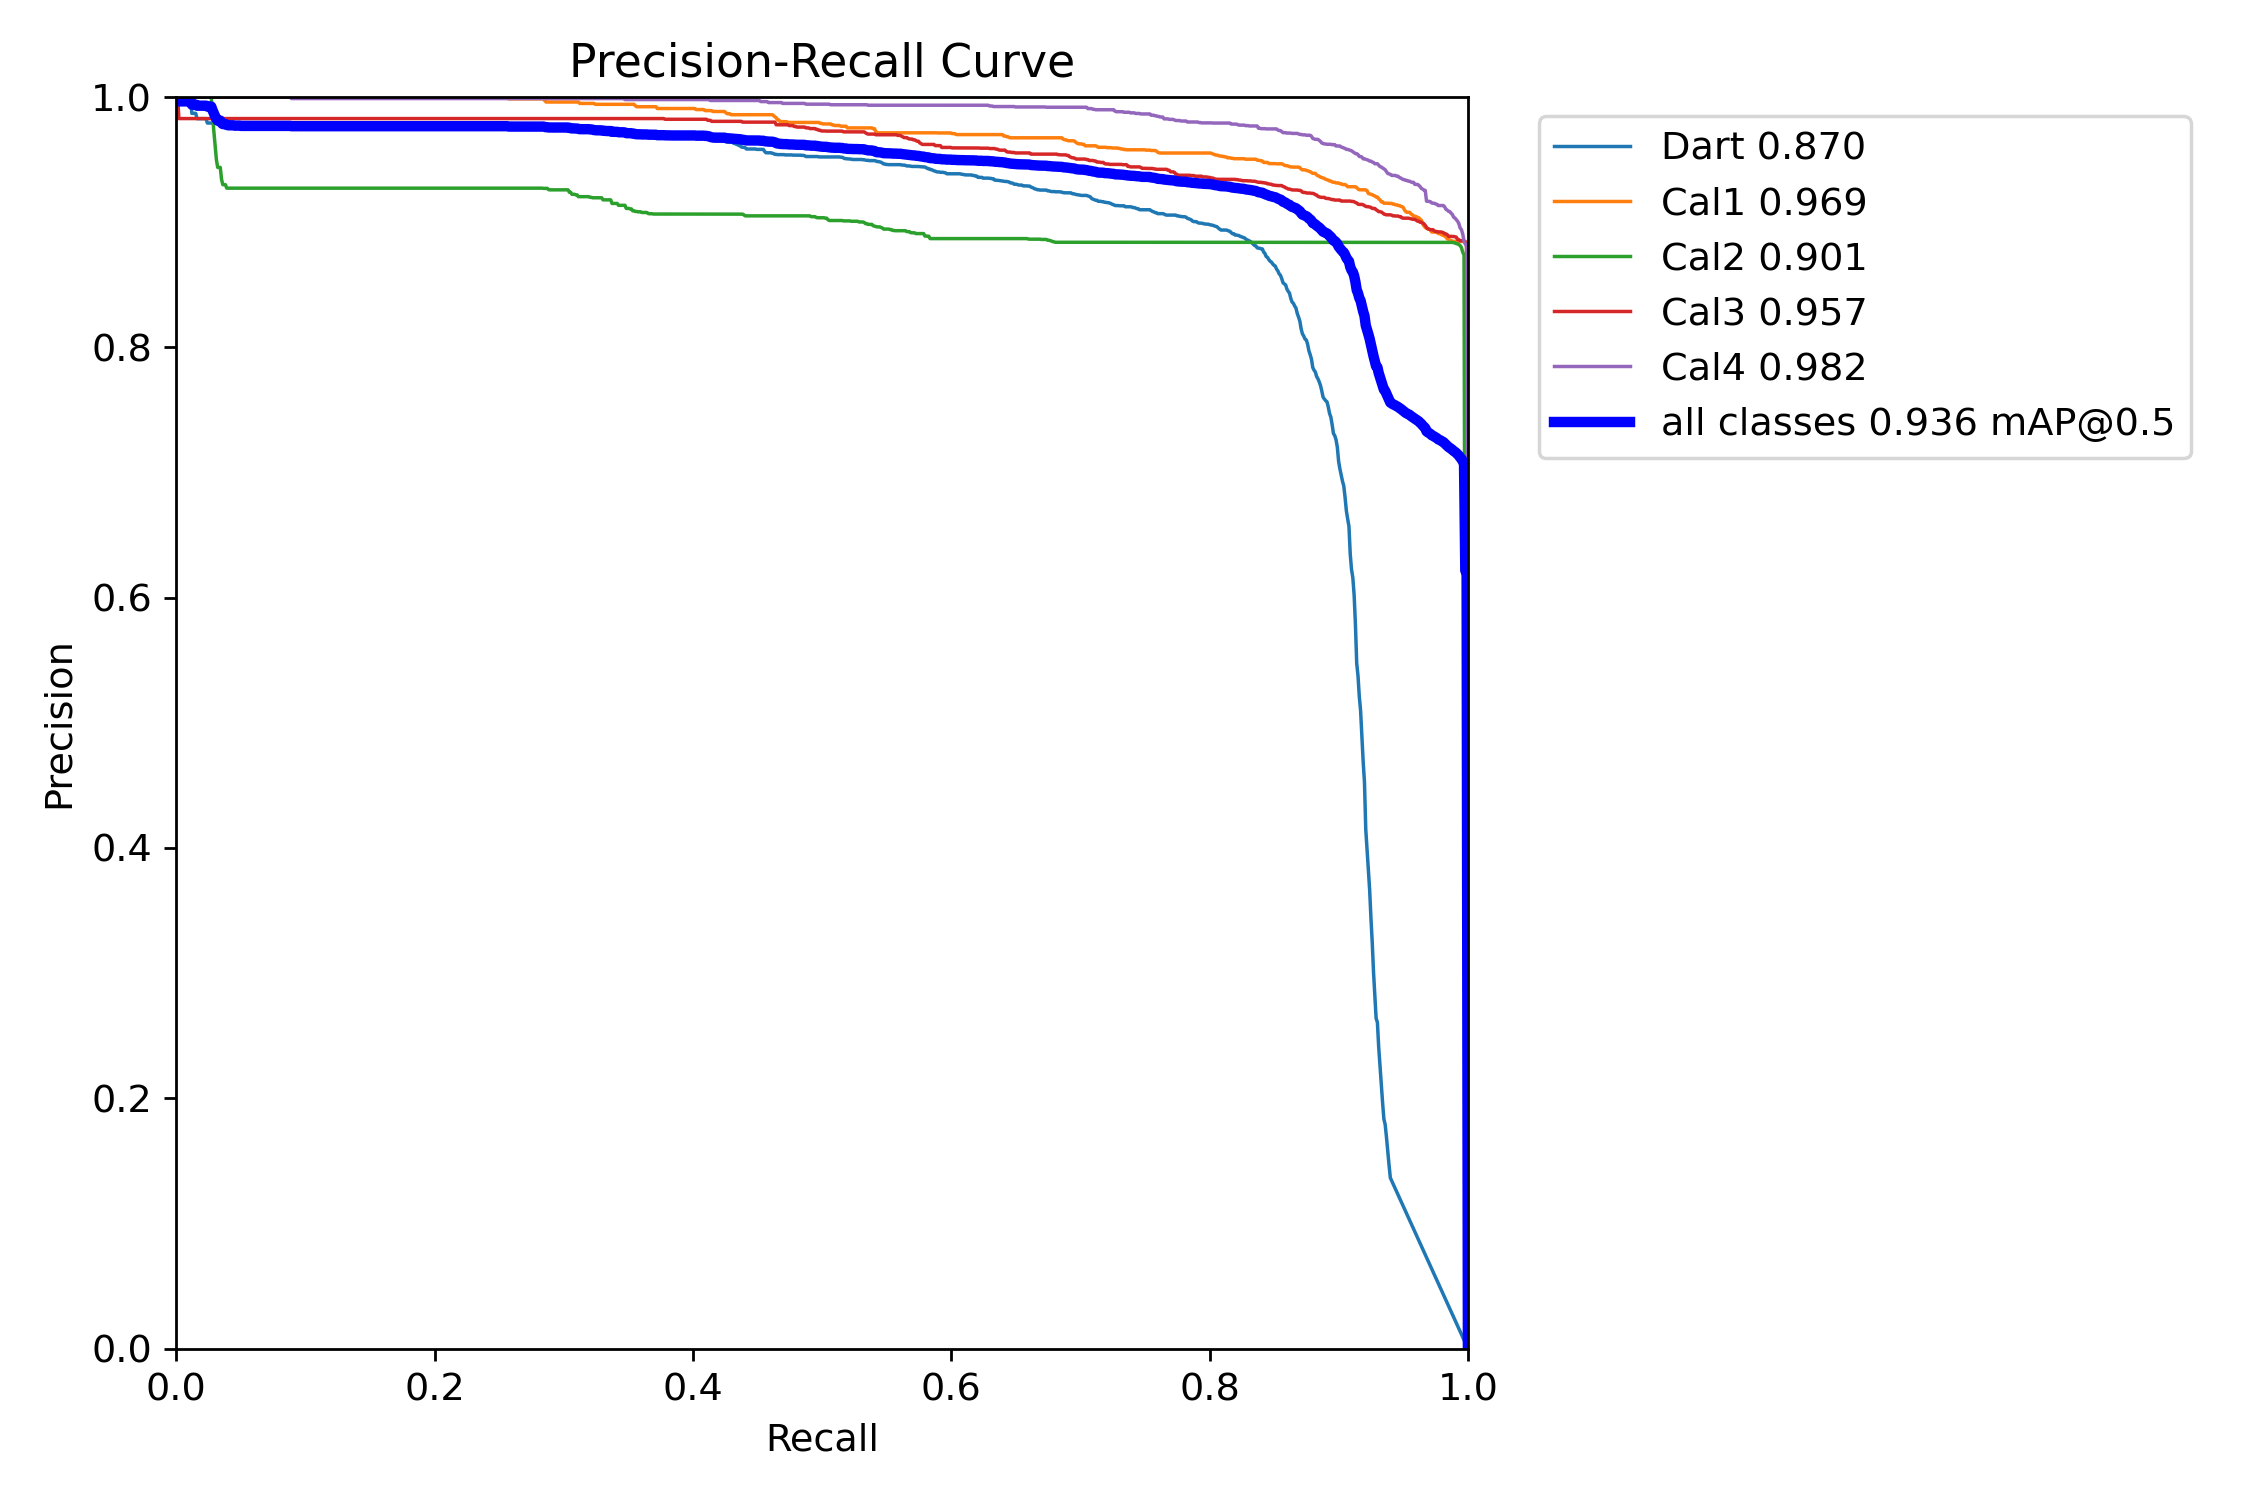 Precision-Recall Curve
1.0
0.8
0.6
0.4
0.2
0.0
Precision
0.0 0.2 0.4 0.6 0.8 1.0
Recall
Dart 0.870
Cal1 0.969
Cal2 0.901
Cal3 0.957
Cal4 0.982
all classes 0.936 mAP@0.5